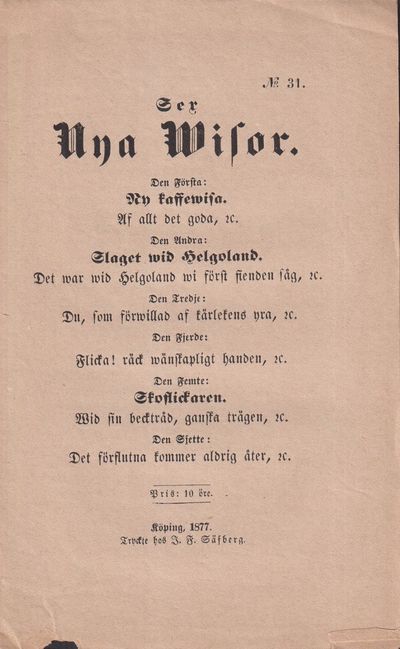 № 31.
Sex
Nya Wisor.
Den Första:
Ny kaffewisa.
Af allt det goda, ꝛc.
Den Andra:
Slaget wid Helgoland.
Det war wid Helgoland wi först fienden såg, ꝛc.
Den Tredje:
Du, som förwillad af kärlekens yra, ꝛc.
Den Fjerde:
Flicka! räck wänskapligt handen, ꝛc.
Den Femte:
Skoflickaren.
Wid sin becktråd, ganska trägen, ꝛc.
Den Sjette:
Det förflutna kommer aldrig åter, ꝛc.
Pris: 10 öre.
Köping, 1877.
Tryckt hos J. F. Säfberg.